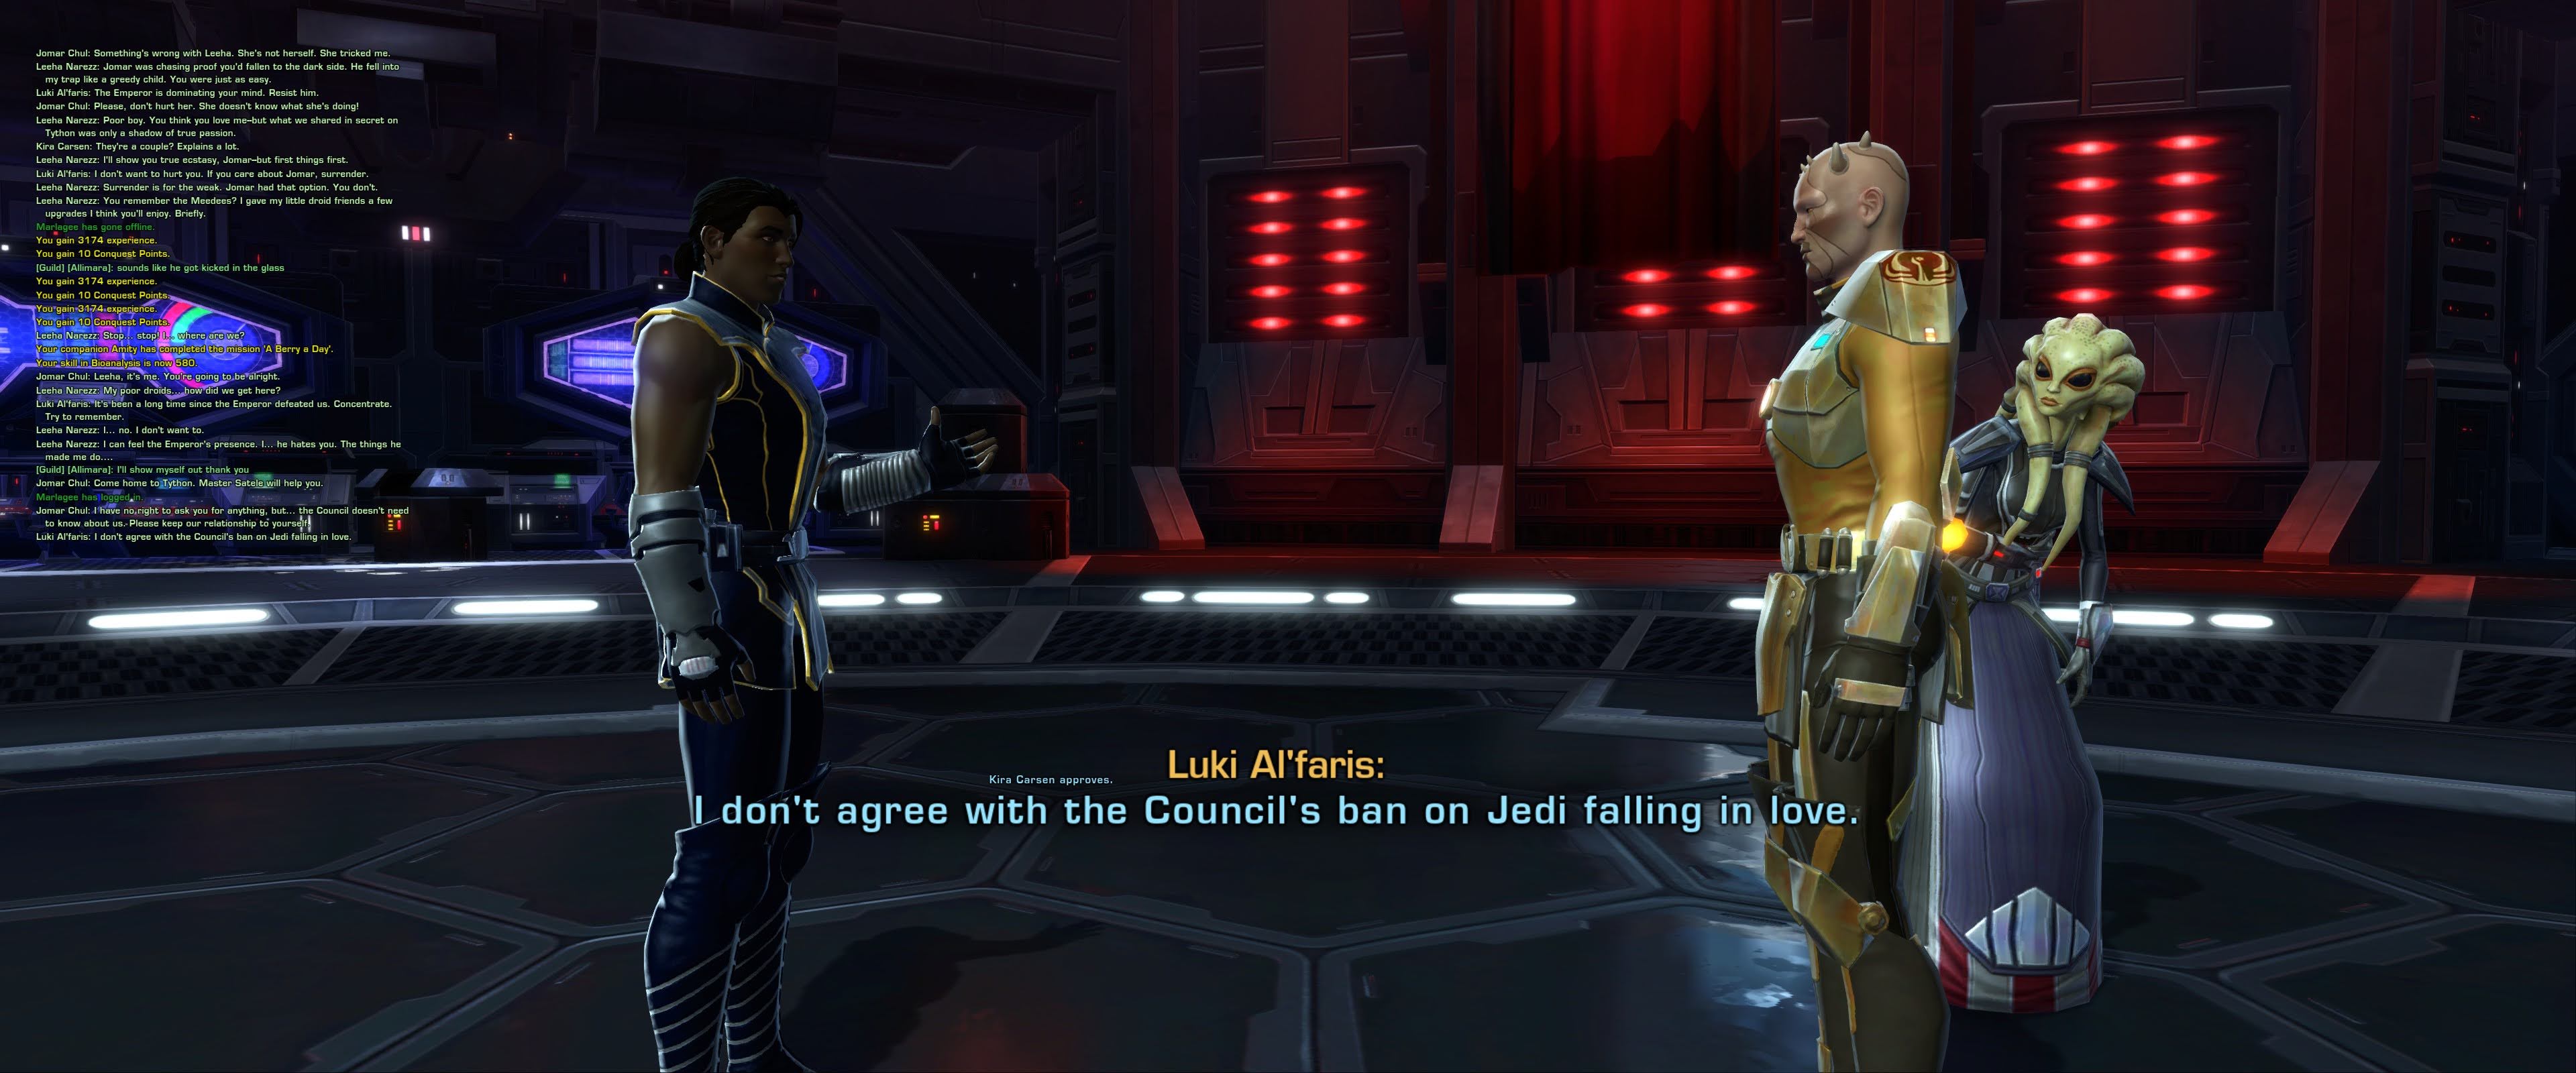 Jomar Chul: Something's wrong with Leeha. She's not herself. She tricked me.
Leeha Narezz: Jomar was chasing proof you'd fallen to the dark side. He fell into
my trap like a greedy child. You were just as easy.
Luki Al'faris: The Emperor is dominating your mind. Resist him.
Jomar Chul: Please, don't hurt her. She doesn't know what she's doing!
Leeha Narezz: Poor boy. You think you love me–but what we shared in secret on
Tython was only a shadow of true passion.
Kira Carsen: They're a couple? Explains a lot.
Leeha Narezz: I'll show you true ecstasy, Jomar–but first things first.
Luki Al'faris: I don't want to hurt you. If you care about Jomar, surrender.
Leeha Narezz: Surrender is for the weak. Jomar had that option. You don't.
Leeha Narezz: You remember the Meedees? I gave my little droid friends a few
upgrades I think you'll enjoy. Briefly.
Marlagee has gone offline.
You gain 3174 experience.
You gain 10 Conquest Points.
[Guild] [Allimara]: sounds like he got kicked in the glass
You gain 3174 experience.
You gain 10 Conquest Points.
You gain 3174 experience.
You gain 10 Conquest Points.
Leeha Narezz: Stop... stop! I... where are we?
Your companion Amity has completed the mission 'A Berry a Day'.
Your skill in Bioanalysis is now 580.
Jomar Chul: Leeha, it's me. You're going to be alright.
Leeha Narezz: My poor droids... how did we get here?
Luki Al'faris: It's been a long time since the Emperor defeated us. Concentrate.
Try to remember.
Leeha Narezz: I... no. I don't want to.
Leeha Narezz: I can feel the Emperor's presence. I... he hates you. The things he
made me do....
[Guild] [Allimara]: I'll show myself out thank you
Jomar Chul: Come home to Tython. Master Satele will help you.
Marlagee has logged in.
Jomar Chul: I have no right to ask you for anything, but... the Council doesn't need
to know about us. Please keep our relationship to yourself.
Luki Al'faris: I don't agree with the Council's ban on Jedi falling in love.
Luki Al'faris:
Kira Carsen approves.
I don't agree with the Council's ban on Jedi falling in love.